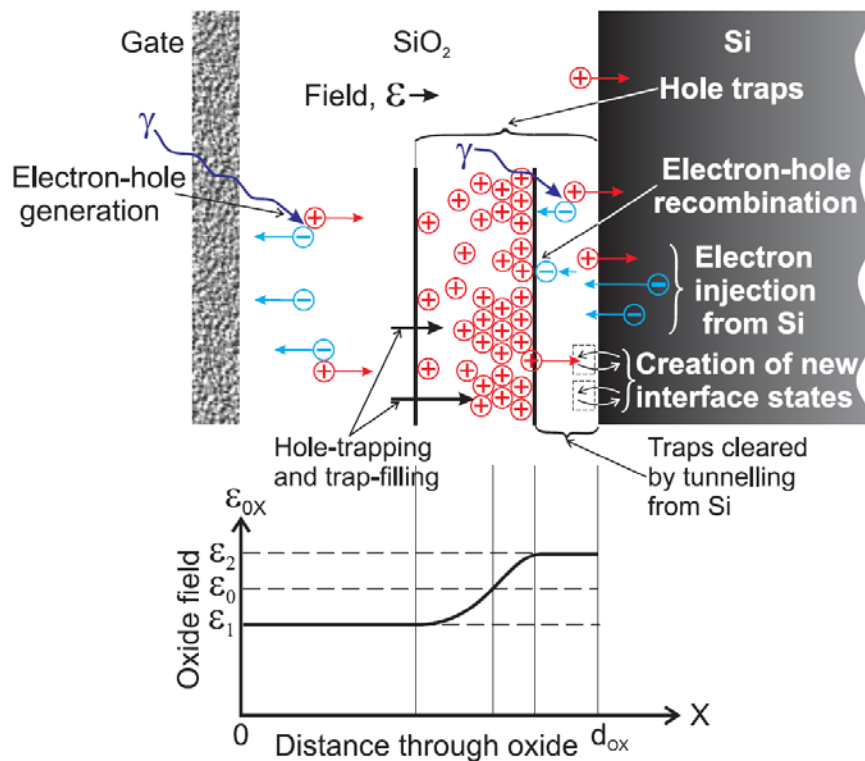 Gate
SiO₂
Si
Field, ε
Hole traps
γ
γ
Electron-hole
generation
Electron-hole
recombination
Electron
injection
from Si
Creation of new
interface states
Hole-trapping
and trap-filling
Traps cleared
by tunnelling
from Si
ε₀ₓ
Oxide field
ε₂
ε₀
ε₁
0
Distance through oxide
dₒₓ
X